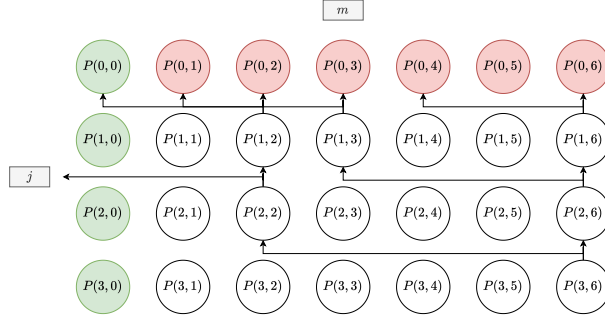 m
P(0, 0) P(0, 1) P(0, 2) P(0, 3) P(0, 4) P(0, 5) P(0, 6)
P(1, 0) P(1, 1) P(1, 2) P(1, 3) P(1, 4) P(1, 5) P(1, 6)
j
P(2, 0) P(2, 1) P(2, 2) P(2, 3) P(2, 4) P(2, 5) P(2, 6)
P(3, 0) P(3, 1) P(3, 2) P(3, 3) P(3, 4) P(3, 5) P(3, 6)